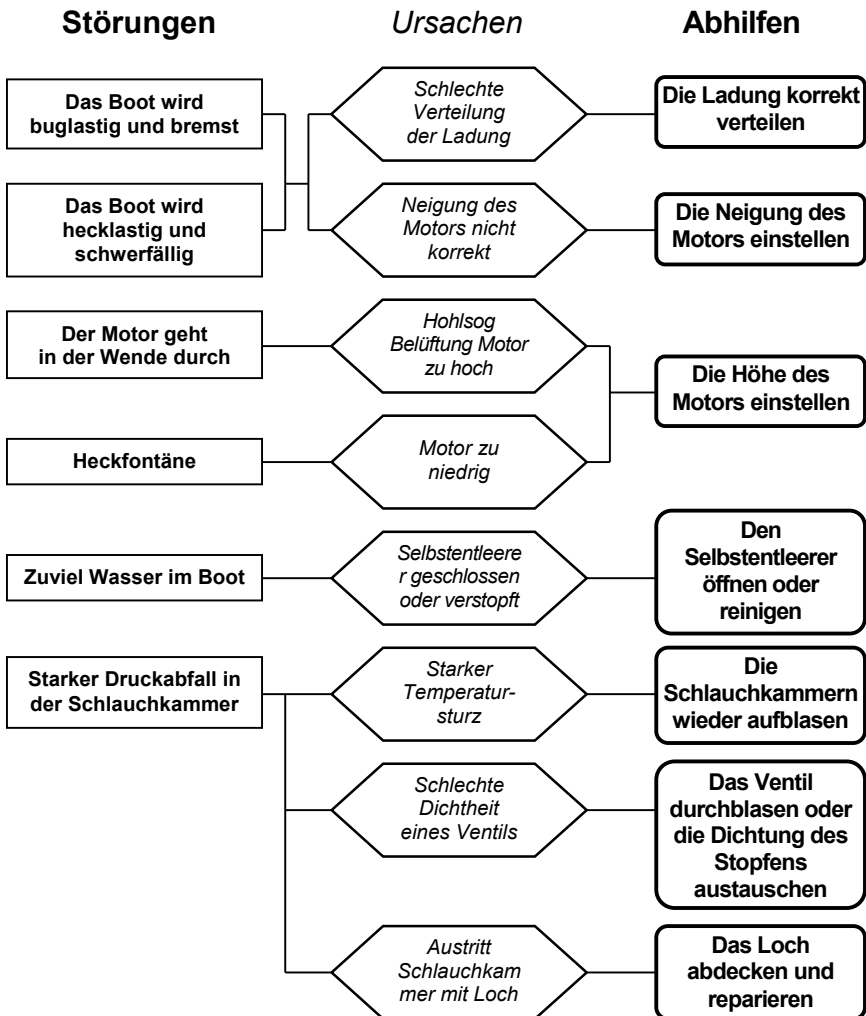 Störungen
Ursachen
Abhilfen
Das Boot wird
buglastig und bremst
Schlechte
Verteilung
der Ladung
Die Ladung korrekt
verteilen
Das Boot wird
hecklastig und
schwerfällig
Neigung des
Motors nicht
korrekt
Die Neigung des
Motors einstellen
Der Motor geht
in der Wende durch
Hohlsog
Belüftung Motor
zu hoch
Die Höhe des
Motors einstellen
Heckfontäne
Motor zu
niedrig
Zuviel Wasser im Boot
Selbstentleere
r geschlossen
oder verstopft
Den
Selbstentleerer
öffnen oder
reinigen
Starker Druckabfall in
der Schlauchkammer
Starker
Temperatur-
sturz
Die
Schlauchkammern
wieder aufblasen
Schlechte
Dichtheit
eines Ventils
Das Ventil
durchblasen oder
die Dichtung des
Stopfens
austauschen
Austritt
Schlauchkam
mer mit Loch
Das Loch
abdecken und
reparieren